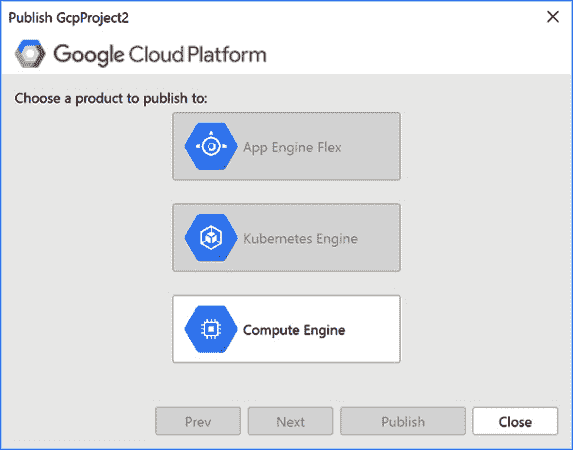 Publish GcpProject2
Google Cloud Platform
Choose a product to publish to:
App Engine Flex
Kubernetes Engine
Compute Engine
Prev Next Publish Close